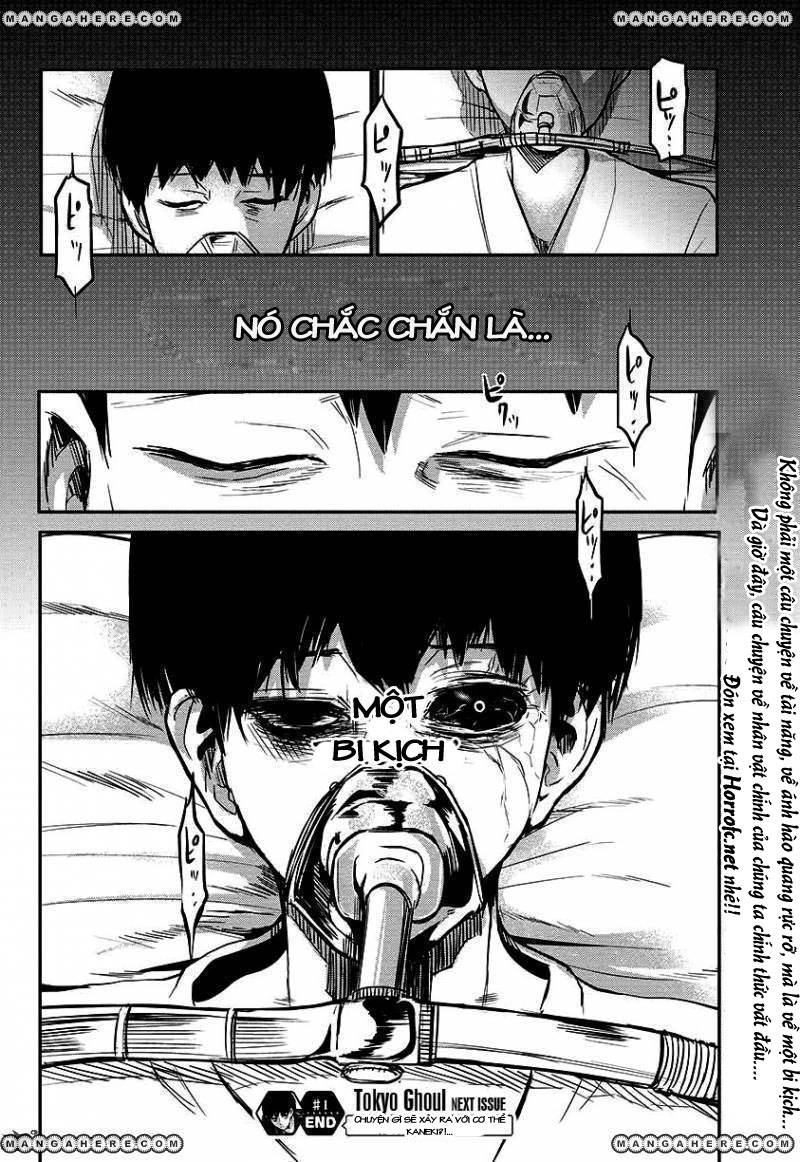 MANGAHERE.COM
MANGAHERE.COM
ピッ…
ピッ…
ピッ…
ピッ…
NÓ CHẮC CHẮN LÀ...
ピッ…
ピクッ
ピッ…
MỘT
BI KỊCH
ピッ…
Không phải một câu chuyện về tài năng, về ánh hào quang rực rỡ, mà là về một bi kịch...
Và giờ đây, câu chuyện về nhân vật chính của chúng ta chính thức vắt đầu....
Đón xem tại Horrorfc.net nhé!!
#1
END
TOKYO GHOUL NEXT ISSUE
CHUYỆN GÌ SẼ XẢY RA VỚI CƠ THỂ
KANEKI?!...
MANGAHERE.COM
MANGAHERE.COM